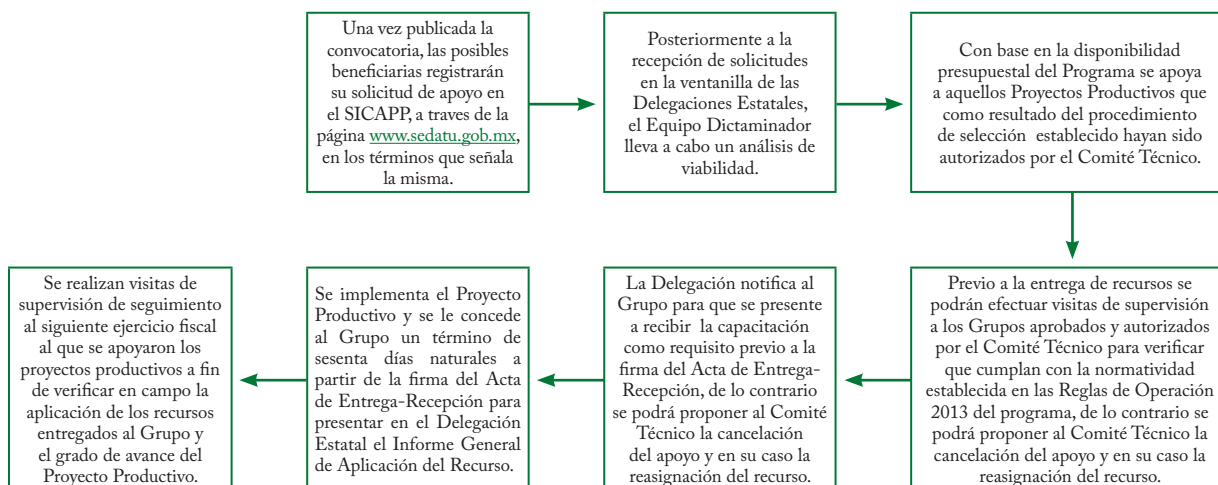 Una vez publicada la
convocatoria, las posibles
beneficiarias registrarán
su solicitud de apoyo en
el SICAPP, a traves de la
página www.sedatu.gob.mx,
en los términos que señala
la misma.
Posteriormente a la
recepción de solicitudes
en la ventanilla de las
Delegaciones Estatales,
el Equipo Dictaminador
lleva a cabo un análisis de
viabilidad.
Con base en la disponibilidad
presupuestal del Programa se apoya
a aquellos Proyectos Productivos que
como resultado del procedimiento
de selección establecido hayan sido
autorizados por el Comité Técnico.
Previo a la entrega de recursos se
podrán efectuar visitas de supervisión
a los Grupos aprobados y autorizados
por el Comité Técnico para verificar
que cumplan con la normatividad
establecida en las Reglas de Operación
2013 del programa, de lo contrario se
podrá proponer al Comité Técnico la
cancelación del apoyo y en su caso la
reasignación del recurso.
La Delegación notifica al
Grupo para que se presente
a recibir la capacitación
como requisito previo a la
firma del Acta de Entrega-
Recepción, de lo contrario
se podrá proponer al Comité
Técnico la cancelación
del apoyo y en su caso la
reasignación del recurso.
Se implementa el Proyecto
Productivo y se le concede
al Grupo un término de
sesenta días naturales a
partir de la firma del Acta
de Entrega-Recepción para
presentar en el Delegación
Estatal el Informe General
de Aplicación del Recurso.
Se realizan visitas de
supervisión de seguimiento
al siguiente ejercicio fiscal
al que se apoyaron los
proyectos productivos a fin
de verificar en campo la
aplicación de los recursos
entregados al Grupo y
el grado de avance del
Proyecto Productivo.